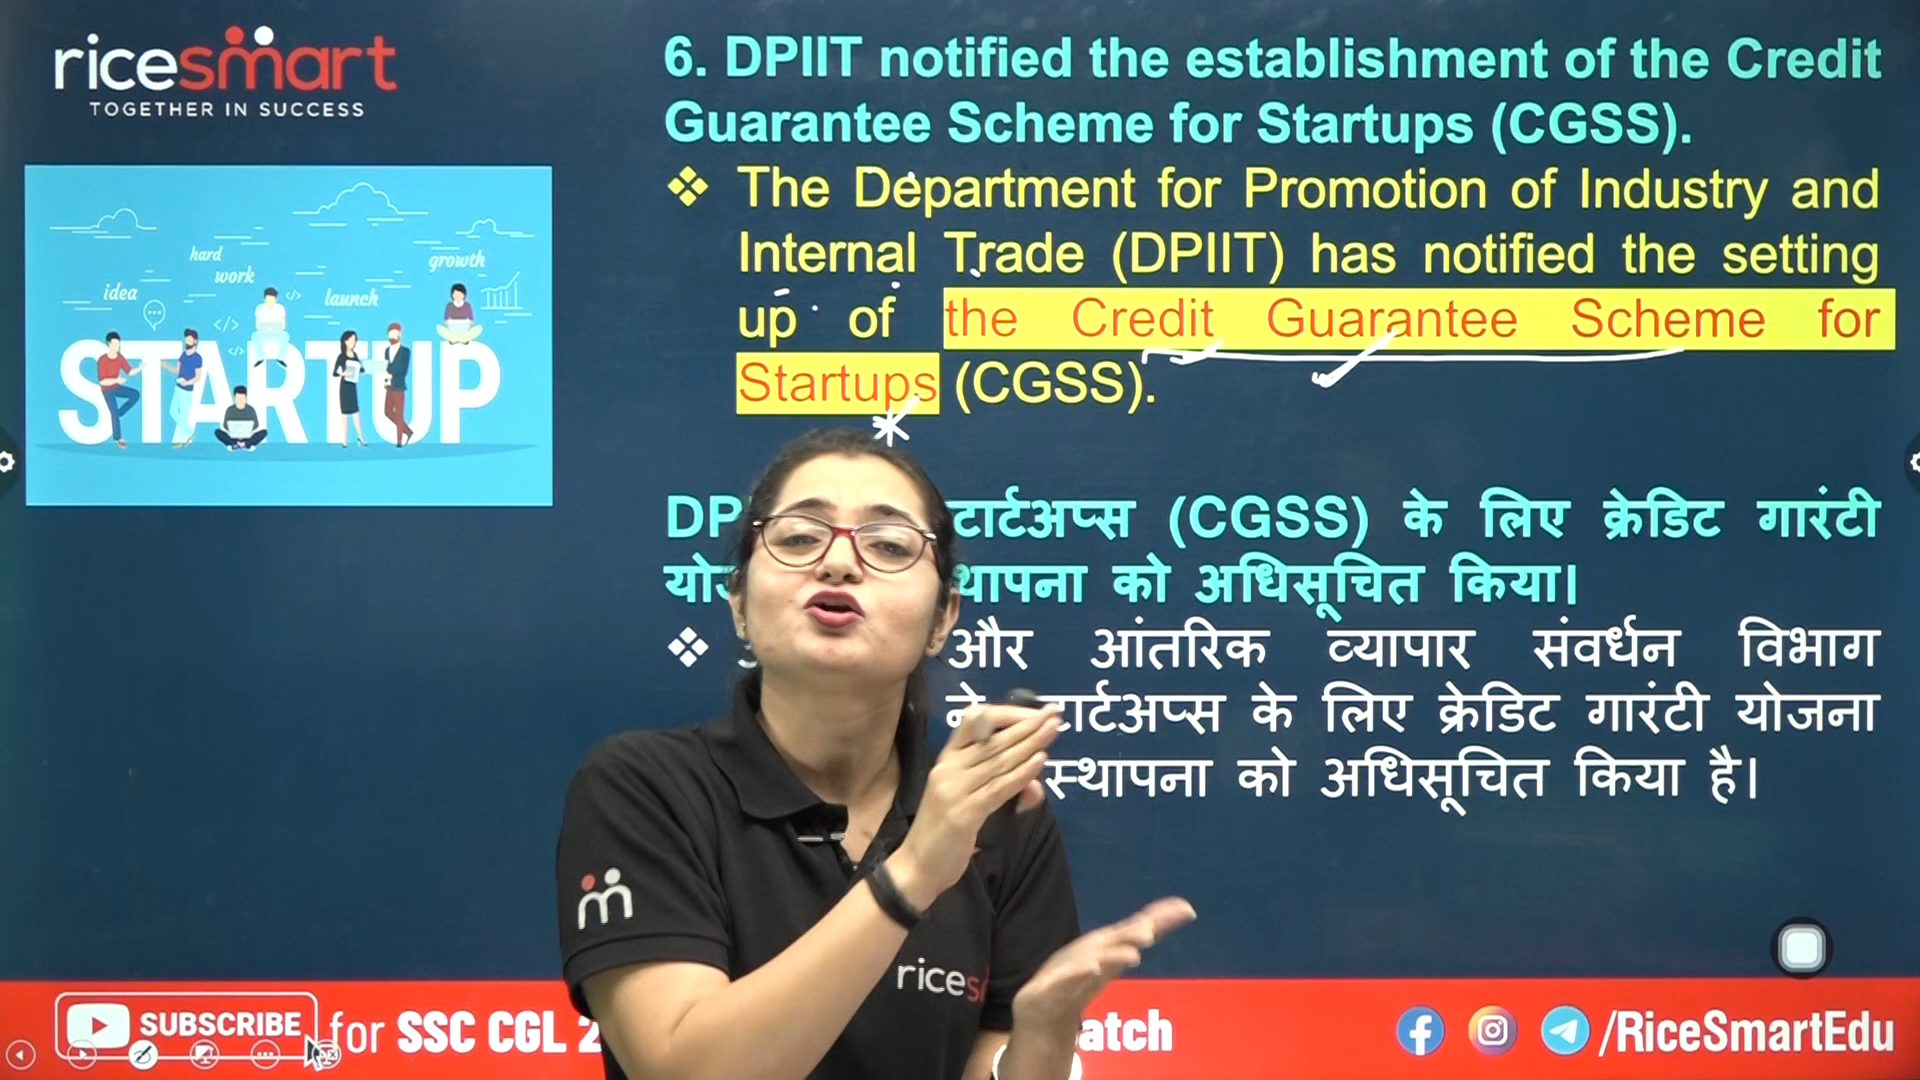 ricesmart
TOGETHER IN SUCCESS
hard
work
growth
idea
launch
STARTUP
6. DPIIT notified the establishment of the Credit
Guarantee Scheme for Startups (CGSS).
❖ The Department for Promotion of Industry and
Internal Trade (DPIIT) has notified the setting
up of the Credit Guarantee Scheme for
Startups (CGSS).
टार्टअप्स (CGSS) के लिए क्रेडिट गारंटी
थापना को अधिसूचित किया।
❖ और आंतरिक व्यापार संवर्धन विभाग
ने टार्टअप्स के लिए क्रेडिट गारंटी योजना
स्थापना को अधिसूचित किया है।
rices
SUBSCRIBE for SSC CGL 2 atch
/RiceSmartEdu